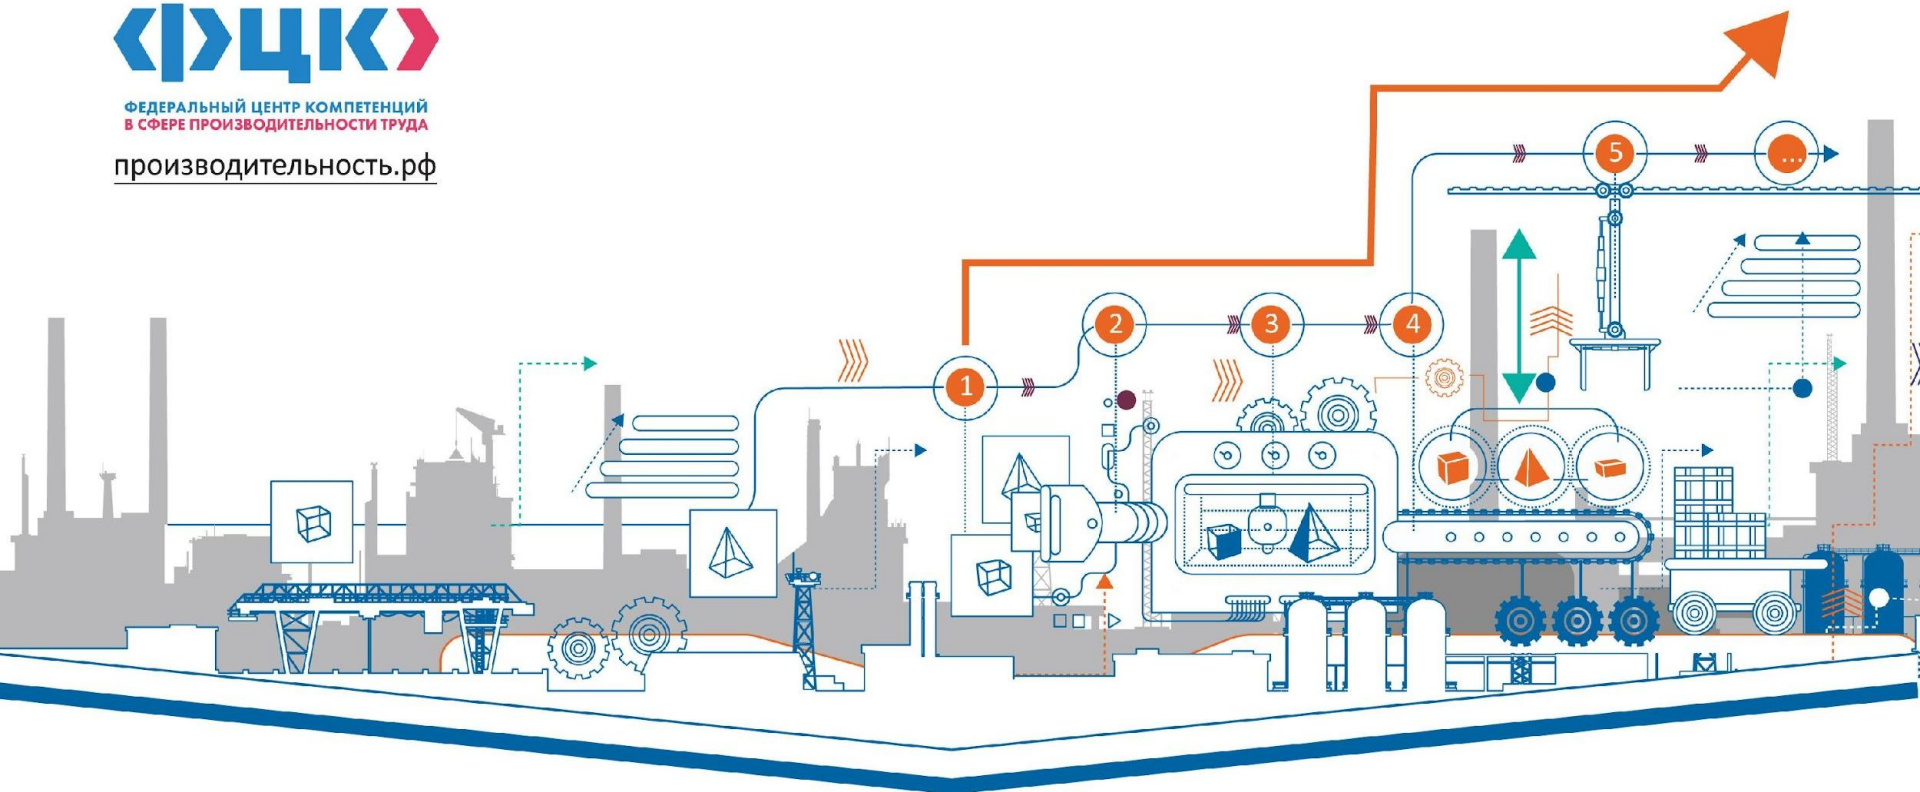 ФЦК
ФЕДЕРАЛЬНЫЙ ЦЕНТР КОМПЕТЕНЦИЙ
В СФЕРЕ ПРОИЗВОДИТЕЛЬНОСТИ ТРУДА
производительность.рф
5
...
2
3
4
1